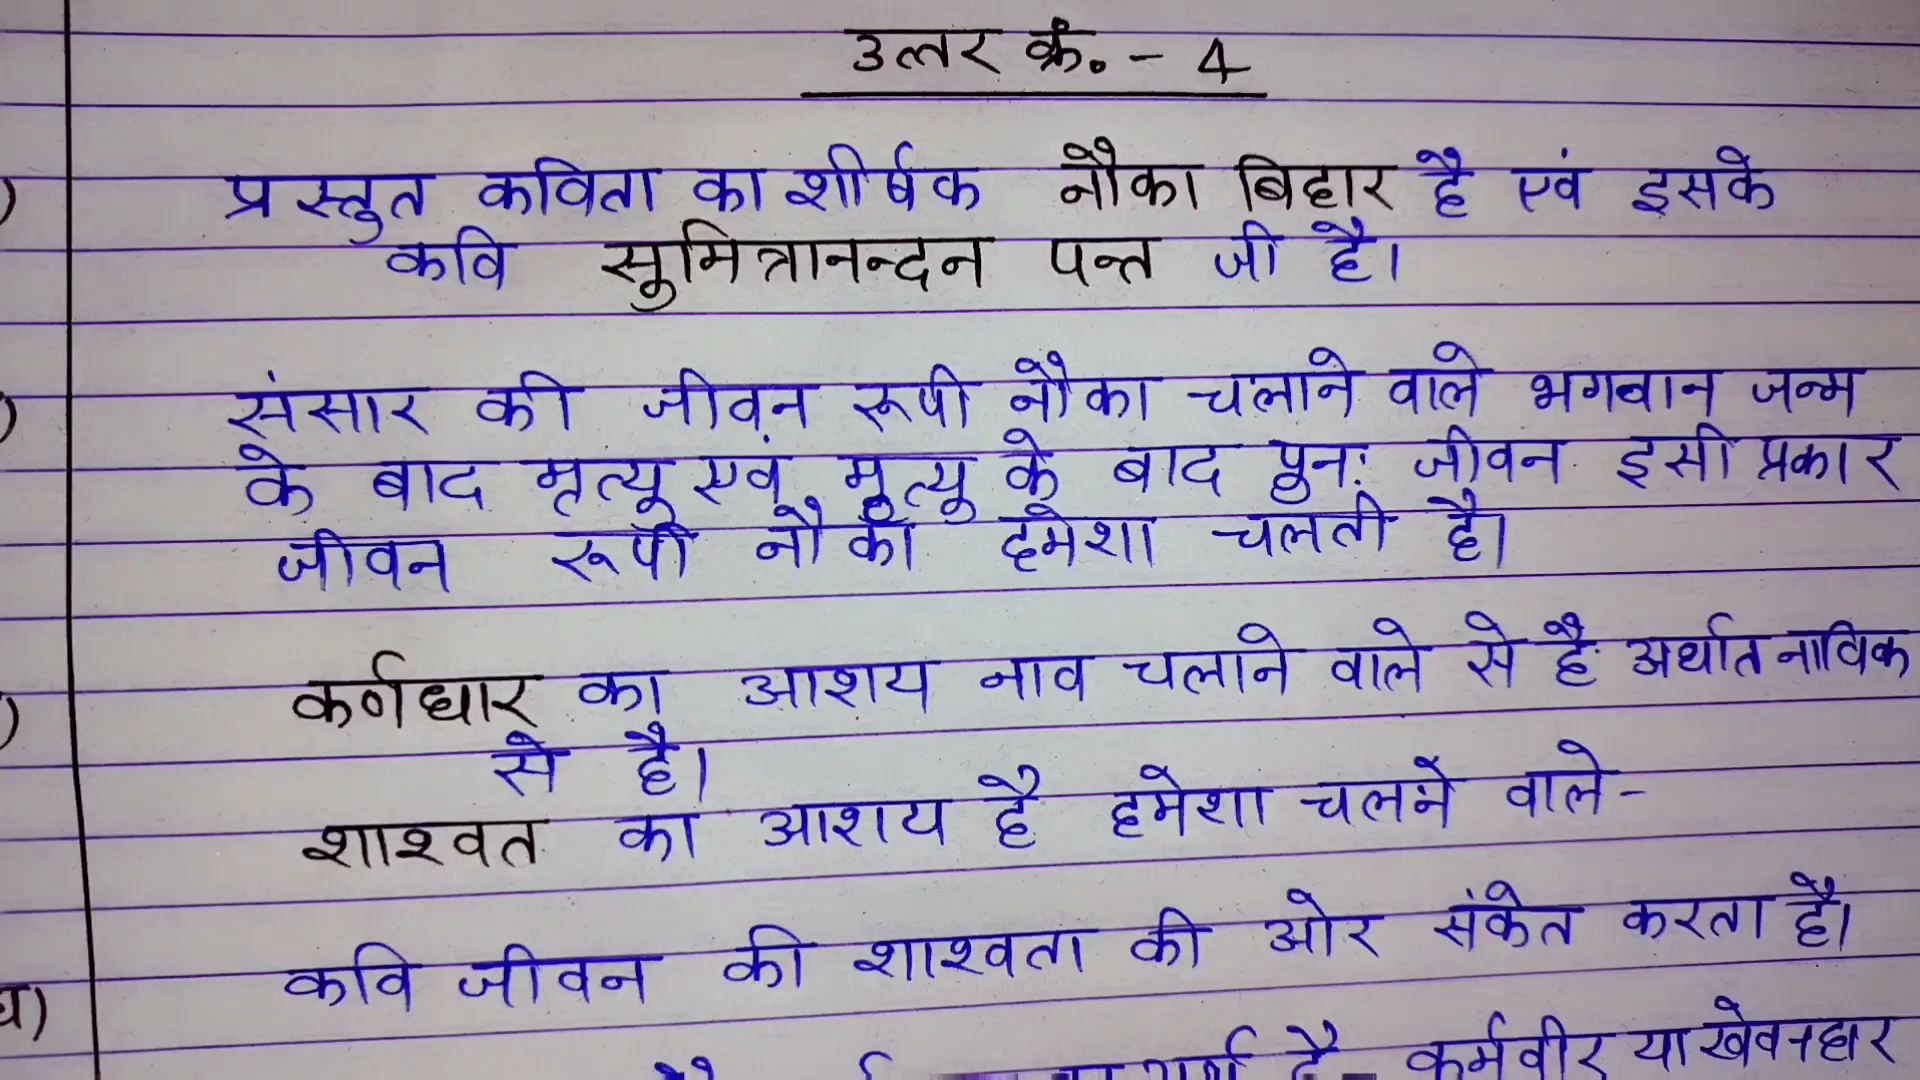 उत्तर क्रं. - 4
) प्रस्तुत कविता का शीर्षक नौका बिहार है एवं इसके
कवि सुमित्रानन्दन पन्त जी है।
) संसार की जीवन रूपी नौका चलाने वाले भगवान जन्म
के बाद मृत्यु एवं मृत्यु के बाद पुनः जीवन इसी प्रकार
जीवन रूपी नौका हमेशा चलती है।
) कर्णधार का आशय नाव चलाने वाले से है अर्थात नाविक
से है।
शाश्वत का आशय है हमेशा चलने वाले-
कवि जीवन की शाश्वता की ओर संकेत करता है।
घ)
है कर्मवीर या खेवनहार